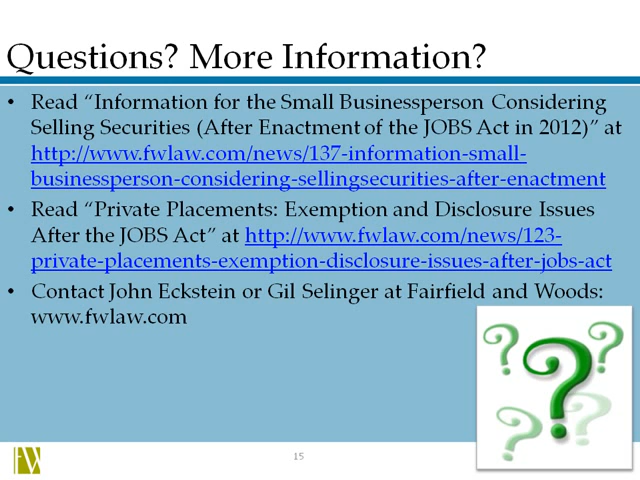 Questions? More Information?
• Read “Information for the Small Businessperson Considering
Selling Securities (After Enactment of the JOBS Act in 2012)” at
http://www.fwlaw.com/news/137-information-small-
businessperson-considering-sellingsecurities-after-enactment
• Read “Private Placements: Exemption and Disclosure Issues
After the JOBS Act” at http://www.fwlaw.com/news/123-
private-placements-exemption-disclosure-issues-after-jobs-act
• Contact John Eckstein or Gil Selinger at Fairfield and Woods:
www.fwlaw.com
? ? ? ?
FW
15